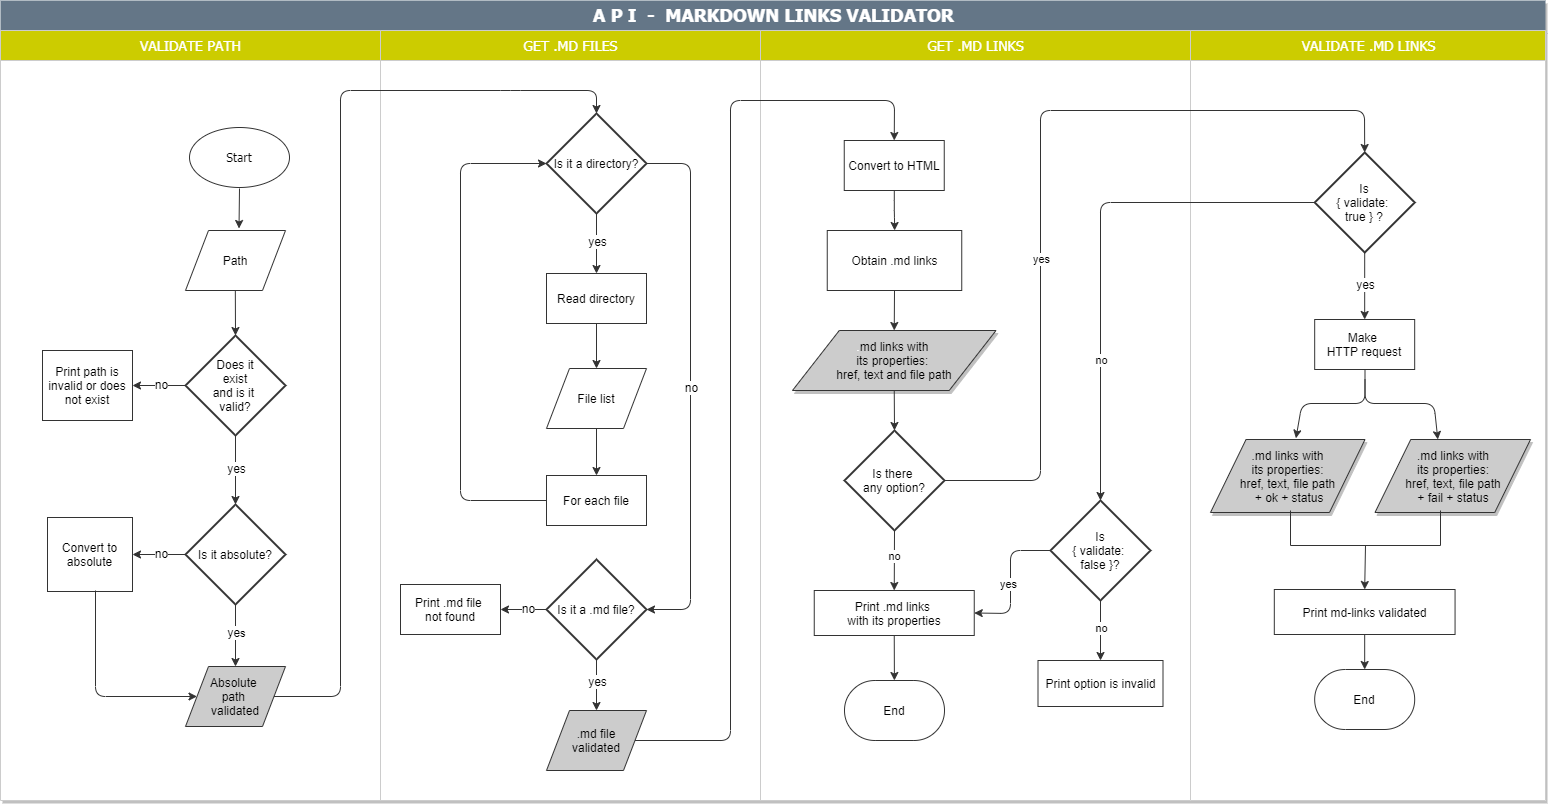 A P I - MARKDOWN LINKS VALIDATOR
VALIDATE PATH
GET .MD FILES
GET .MD LINKS
VALIDATE .MD LINKS
Start
Path
Does it
exist
and is it
valid?
no
Print path is
invalid or does
not exist
yes
Is it absolute?
no
Convert to
absolute
yes
Absolute
path
validated
Is it a directory?
yes
Read directory
File list
For each file
no
Is it a .md file?
no
Print .md file
not found
yes
.md file
validated
Convert to HTML
Obtain .md links
md links with
its properties:
href, text and file path
Is there
any option?
yes
no
Print .md links
with its properties
End
no
Is
{ validate:
false }?
yes
no
Print option is invalid
Is
{ validate:
true } ?
yes
Make
HTTP request
.md links with
its properties:
href, text, file path
+ ok + status
.md links with
its properties:
href, text, file path
+ fail + status
Print md-links validated
End